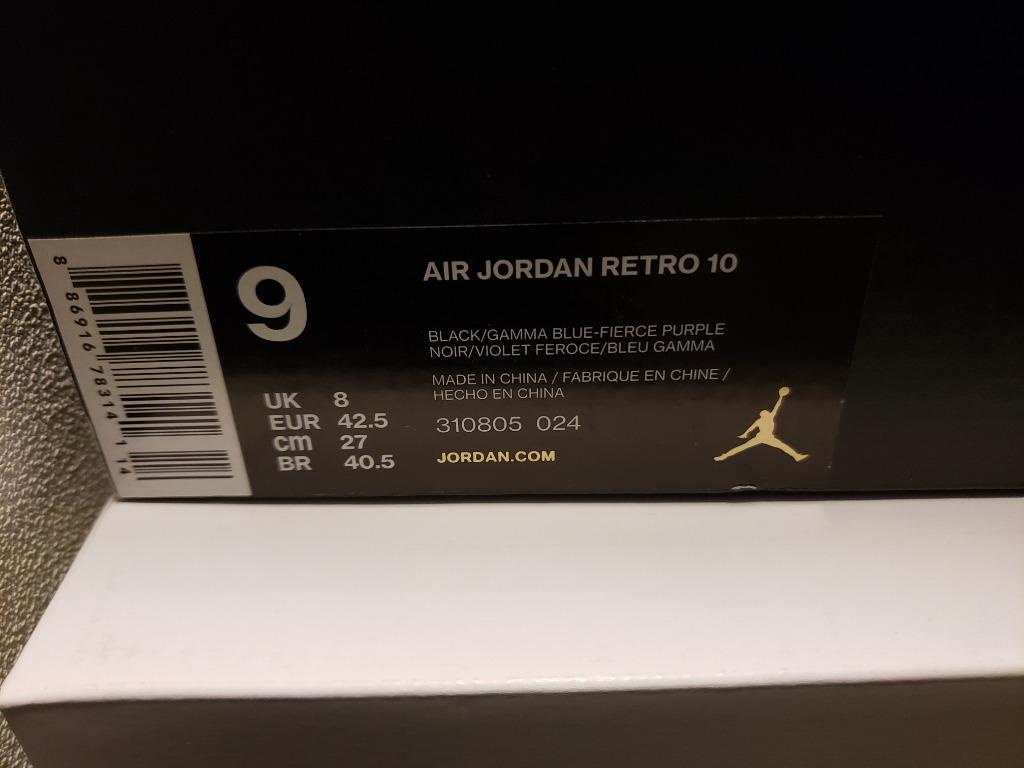 8 86916 78314 1 14
9
UK 8
EUR 42.5
cm 27
BR 40.5
AIR JORDAN RETRO 10
BLACK/GAMMA BLUE-FIERCE PURPLE
NOIR/VIOLET FEROCE/BLEU GAMMA
MADE IN CHINA / FABRIQUE EN CHINE /
HECHO EN CHINA
310805 024
JORDAN.COM